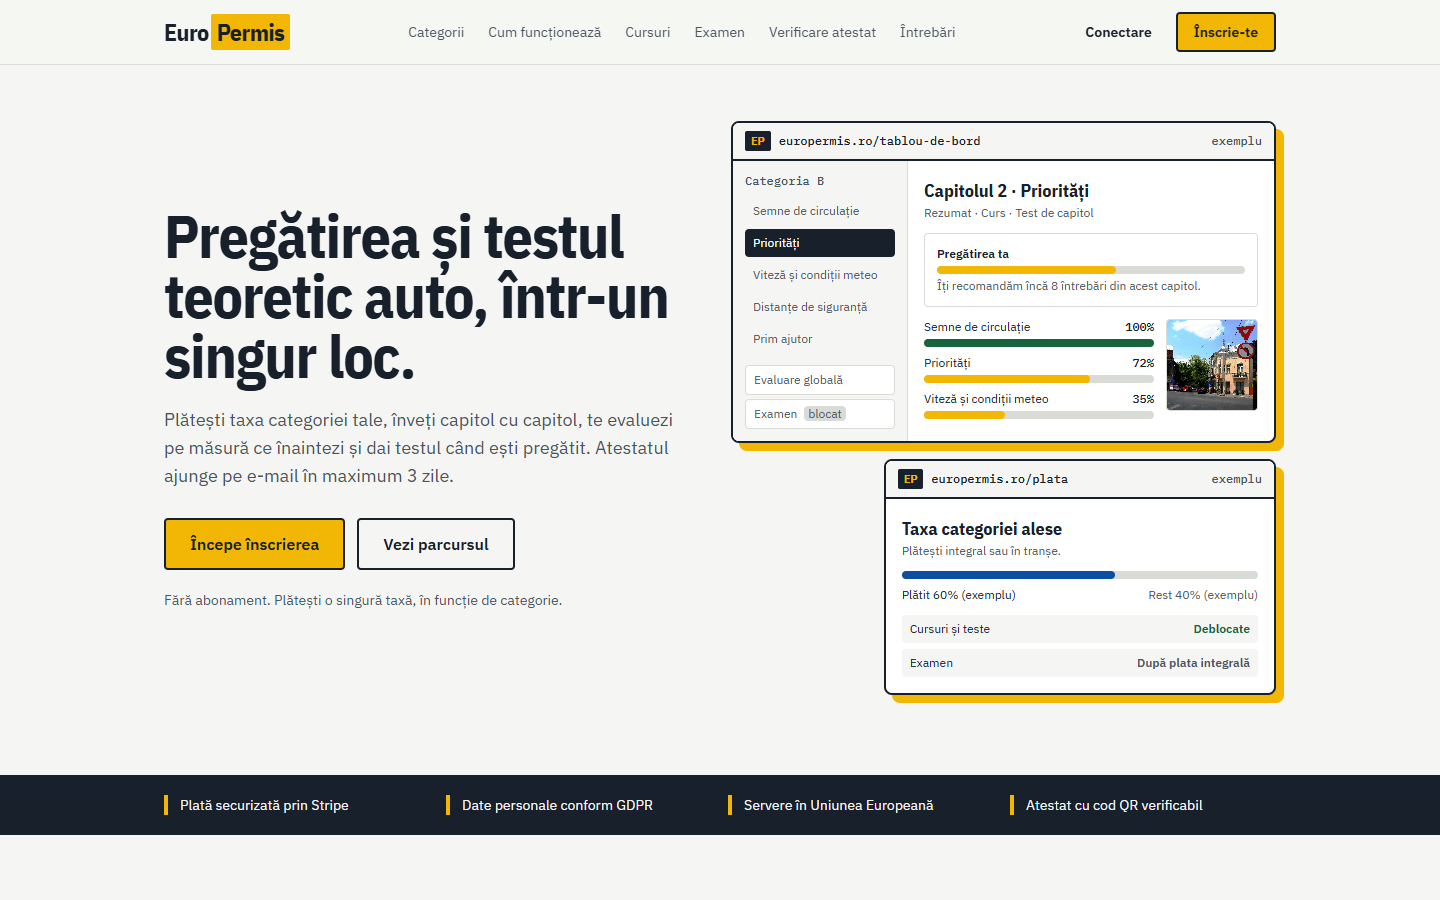 Euro Permis
Categorii
Cum funcționează
Cursuri
Examen
Verificare atestat
Întrebări
Conectare
Înscrie-te
Pregătirea și testul
teoretic auto, într-un
singur loc.
Plătești taxa categoriei tale, înveți capitol cu capitol, te evaluezi
pe măsură ce înaintezi și dai testul când ești pregătit. Atestatul
ajunge pe e-mail în maximum 3 zile.
Începe înscrierea
Vezi parcursul
Fără abonament. Plătești o singură taxă, în funcție de categorie.
EP europermis.ro/tablou-de-bord exemplu
Categoria B
Semne de circulație
Priorități
Viteză și condiții meteo
Distanțe de siguranță
Prim ajutor
Evaluare globală
Examen blocat
Capitolul 2 · Priorități
Rezumat · Curs · Test de capitol
Pregătirea ta
Îți recomandăm încă 8 întrebări din acest capitol.
Semne de circulație 100%
Priorități 72%
Viteză și condiții meteo 35%
EP europermis.ro/plata exemplu
Taxa categoriei alese
Plătești integral sau în tranșe.
Plătit 60% (exemplu) Rest 40% (exemplu)
Cursuri și teste Deblocate
Examen După plata integrală
Plată securizată prin Stripe
Date personale conform GDPR
Servere în Uniunea Europeană
Atestat cu cod QR verificabil